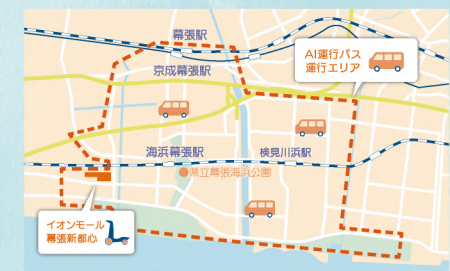 幕張駅
AI運行バス
運行エリア
京成幕張駅
海浜幕張駅
検見川浜駅
県立幕張海浜公園
イオンモール
幕張新都心